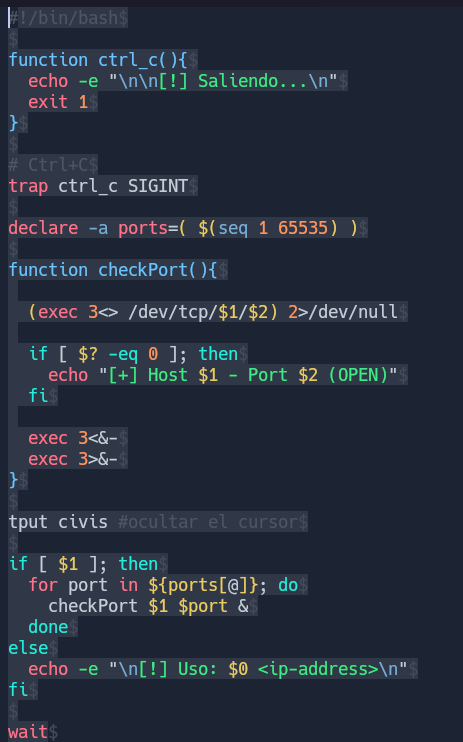 #!/bin/bash$
$
function ctrl_c(){$
  echo -e "\n\n[!] Saliendo...\n"$
  exit 1$
}$
$
# Ctrl+C$
trap ctrl_c SIGINT$
$
declare -a ports=( $(seq 1 65535) )$
$
function checkPort(){$
$
  (exec 3<> /dev/tcp/$1/$2) 2>/dev/null$
$
  if [ $? -eq 0 ]; then$
    echo "[+] Host $1 - Port $2 (OPEN)"$
  fi$
$
  exec 3<&-$
  exec 3>&-$
}$
$
tput civis #ocultar el cursor$
$
if [ $1 ]; then$
  for port in ${ports[@]}; do$
    checkPort $1 $port &$
  done$
else$
  echo -e "\n[!] Uso: $0 <ip-address>\n"$
fi$
$
wait$